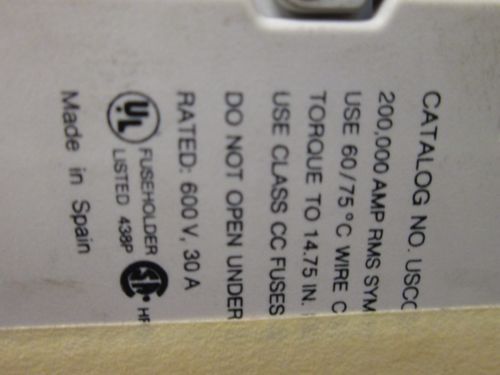 CATALOG NO. USCC
200,000 AMP RMS SYM
USE 60/75 °C WIRE C
TORQUE TO 14.75 IN.
USE CLASS CC FUSES
DO NOT OPEN UNDER
RATED: 600 V, 30 A
UL FUSEHOLDER
LISTED 438P
Made in Spain